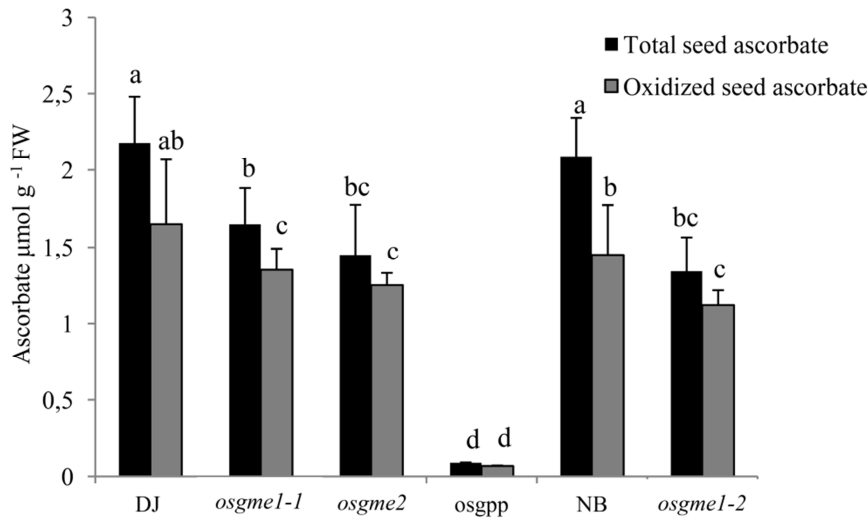 3
Total seed ascorbate
Oxidized seed ascorbate
2,5
a
a
ab
2
b
bc
b
bc
c
c
c
1,5
1
0,5
d d
0
Ascorbate µmol g -1 FW
DJ osgme1-1 osgme2 osgpp NB osgme1-2